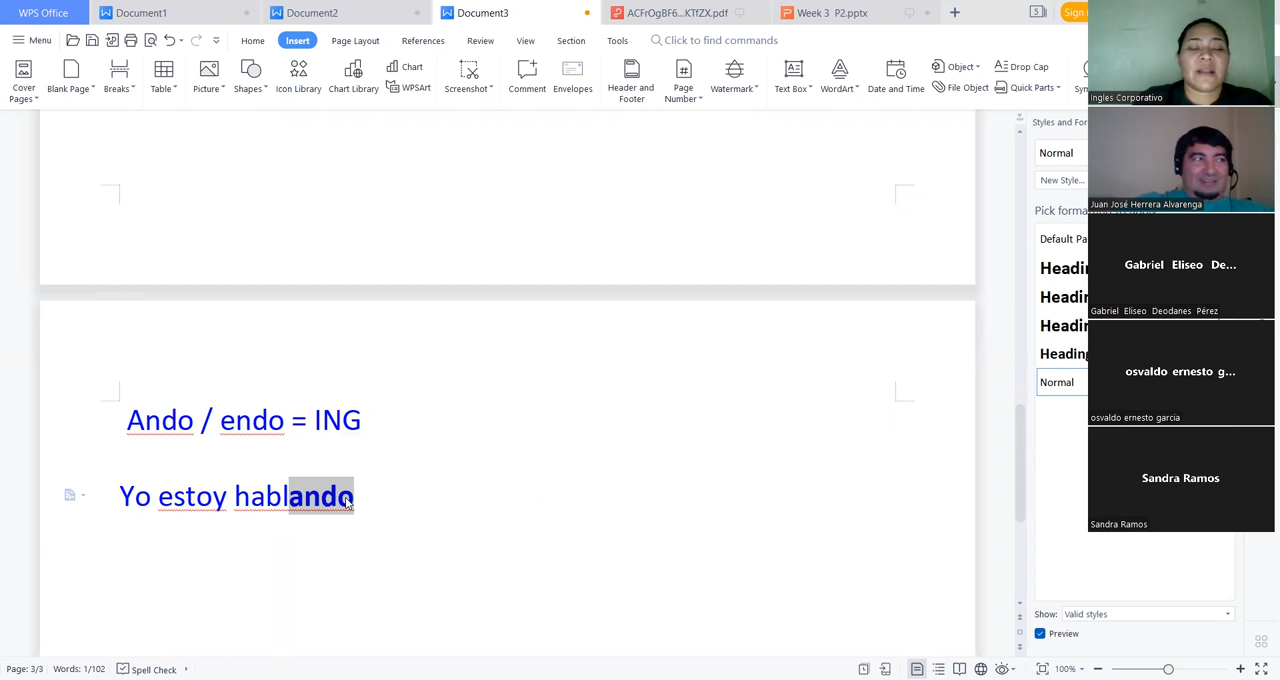 WPS Office
Document1
Document2
Document3
ACFrOgBF6...KTfZX.pdf
Week 3 P2.pptx
Sign
Menu
Home
Insert
Page Layout
References
Review
View
Section
Tools
Click to find commands
Cover Pages
Blank Page
Breaks
Table
Picture
Shapes
Icon Library
Chart Library
Chart
WPSArt
Screenshot
Comment
Envelopes
Header and Footer
Page Number
Watermark
Text Box
WordArt
Date and Time
Object
File Object
Drop Cap
Quick Parts
Ando / endo = ING
Yo estoy hablando
Styles and For
Normal
New Style...
Default Pa
Headin
Headin
Headin
Heading
Normal
Show: Valid styles
Preview
Ingles Corporativo
Juan José Herrera Alvarenga
Gabriel Eliseo De...
Gabriel Eliseo Deodanes Pérez
osvaldo ernesto g...
osvaldo ernesto garcia
Sandra Ramos
Sandra Ramos
Page: 3/3
Words: 1/102
Spell Check
100%